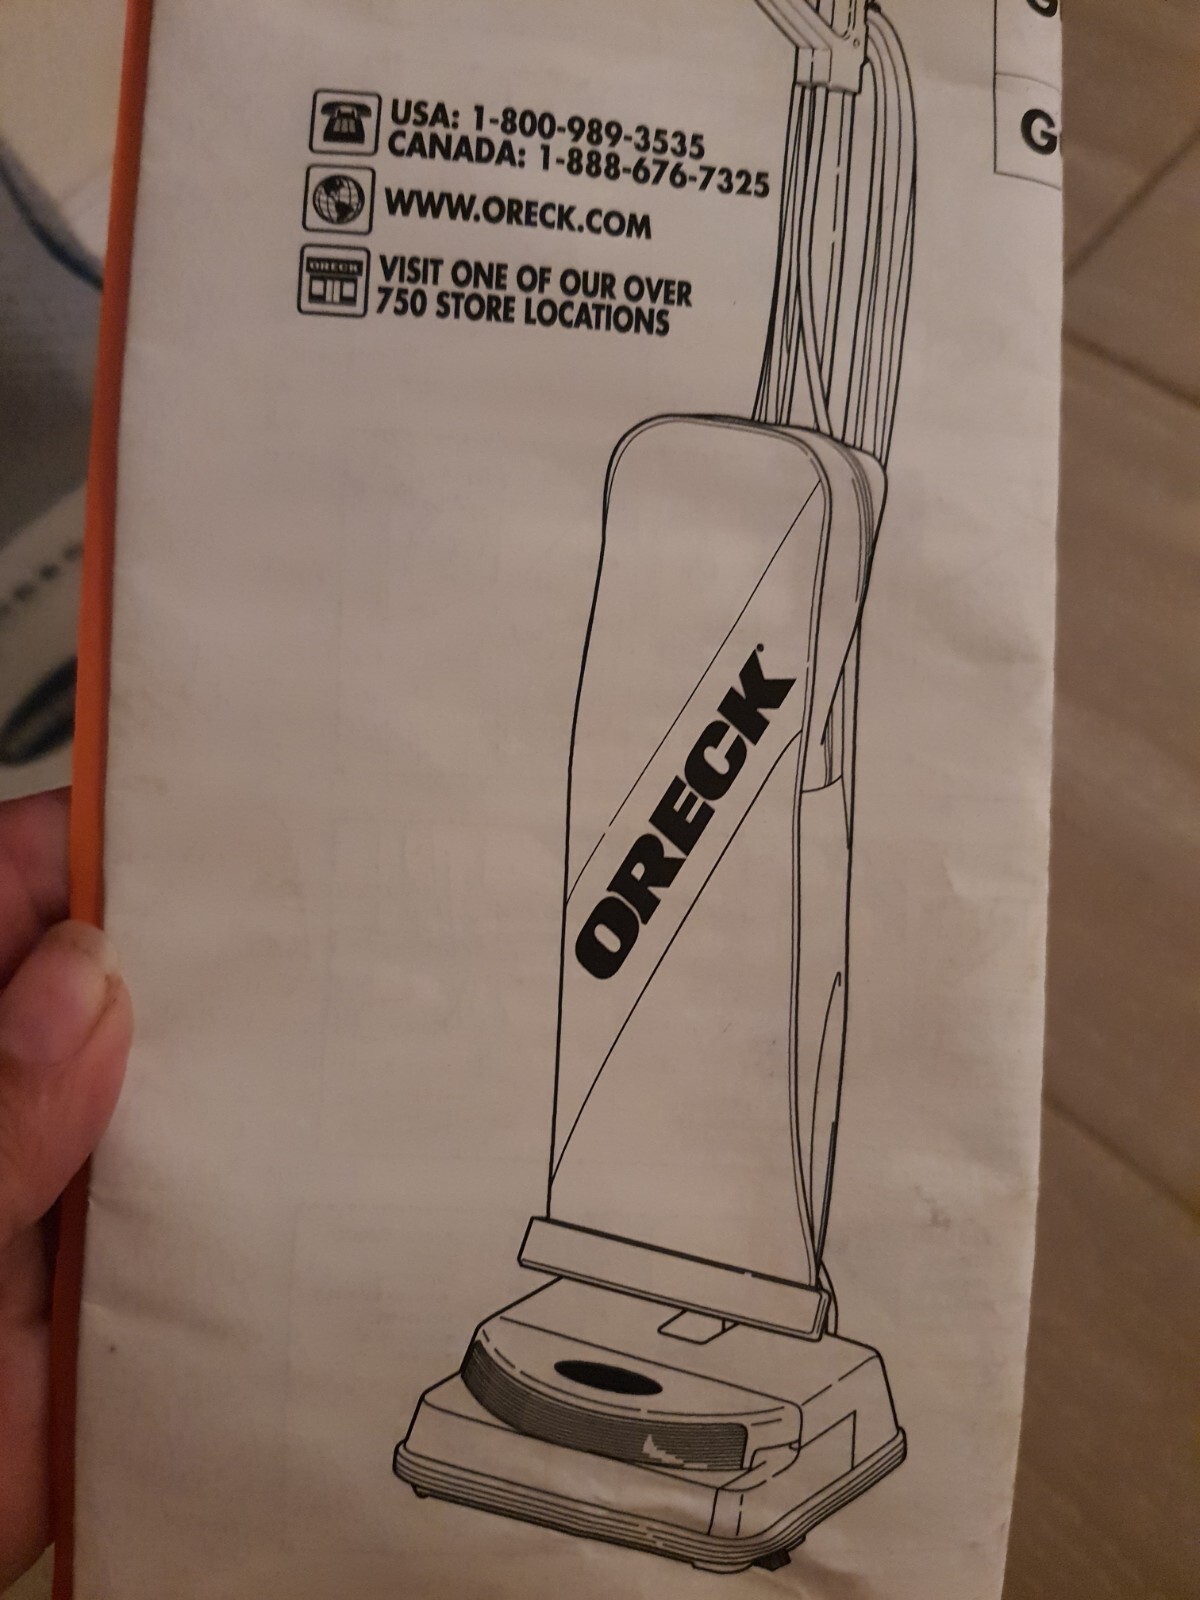 G
G
USA: 1-800-989-3535
CANADA: 1-888-676-7325
WWW.ORECK.COM
ORECK
VISIT ONE OF OUR OVER
750 STORE LOCATIONS
ORECK